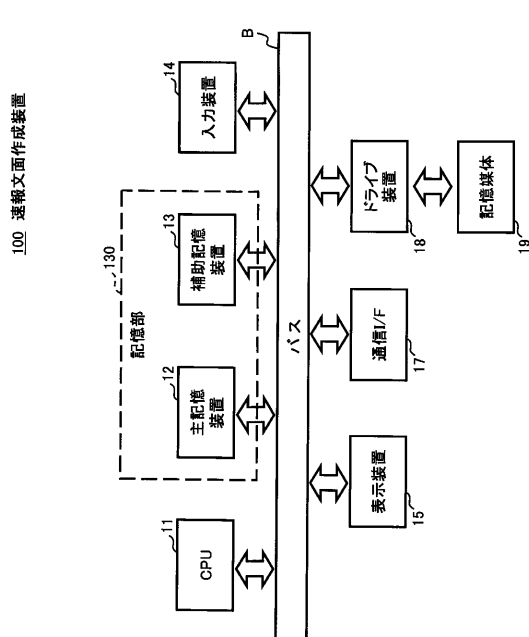 100 速報文面作成装置
130
記憶部
11
CPU
12
主記憶
装置
13
補助記憶
装置
14
入力装置
B
バス
表示装置
15
通信I/F
17
ドライブ
装置
18
記憶媒体
19